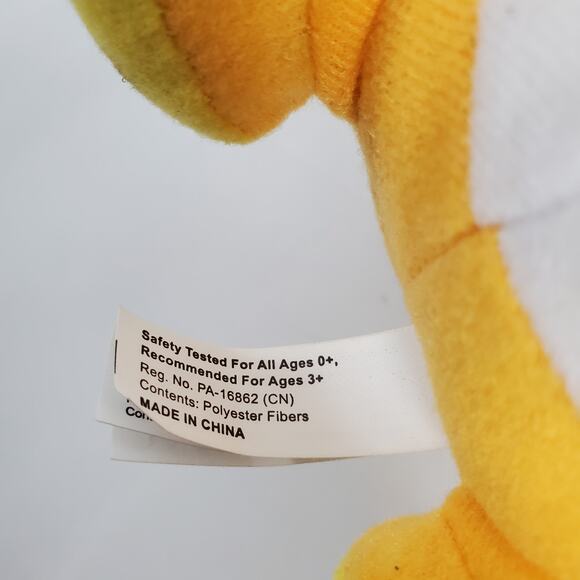 Safety Tested For All Ages 0+,
Recommended For Ages 3+
Reg. No. PA-16862 (CN)
Contents: Polyester Fibers
MADE IN CHINA